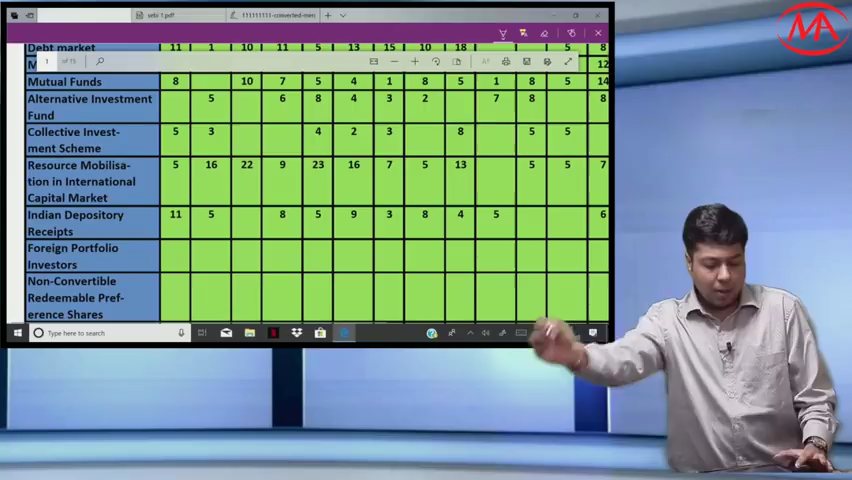 sebi 1.pdf
111111111-converted-merg
Debt market 11 1 10 11 5 13 15 10 18 5 8
1 of 15
12
Mutual Funds 8 10 7 5 4 1 8 5 1 8 5 14
Alternative Investment 5 6 8 4 3 2 7 8 8
Fund
Collective Invest- 5 3 4 2 3 8 5 5
ment Scheme
Resource Mobilisa- 5 16 22 9 23 16 7 5 13 5 5 7
tion in International
Capital Market
Indian Depository 11 5 8 5 9 3 8 4 5 6
Receipts
Foreign Portfolio
Investors
Non-Convertible
Redeemable Pref-
erence Shares
Type here to search
MA